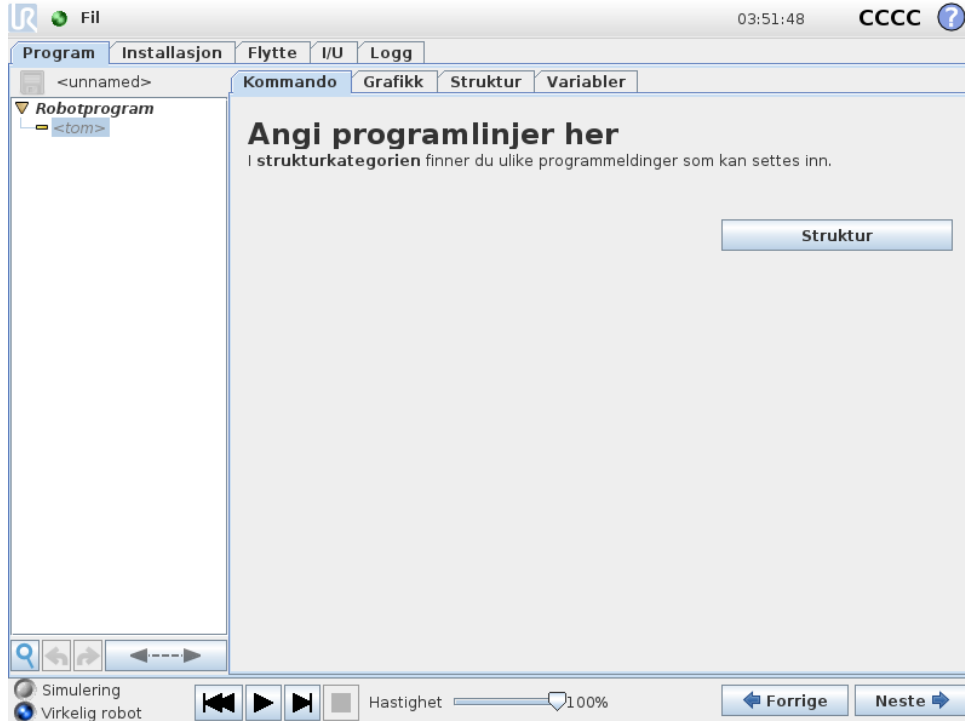 UR Fil 03:51:48 CCCC ?
Program Installasjon Flytte I/U Logg
<unnamed>
Kommando Grafikk Struktur Variabler
Robotprogram
<tom>
Angi programlinjer her
I strukturkategorien finner du ulike programmeldinger som kan settes inn.
Struktur
Simulering
Virkelig robot
Hastighet 100%
Forrige Neste